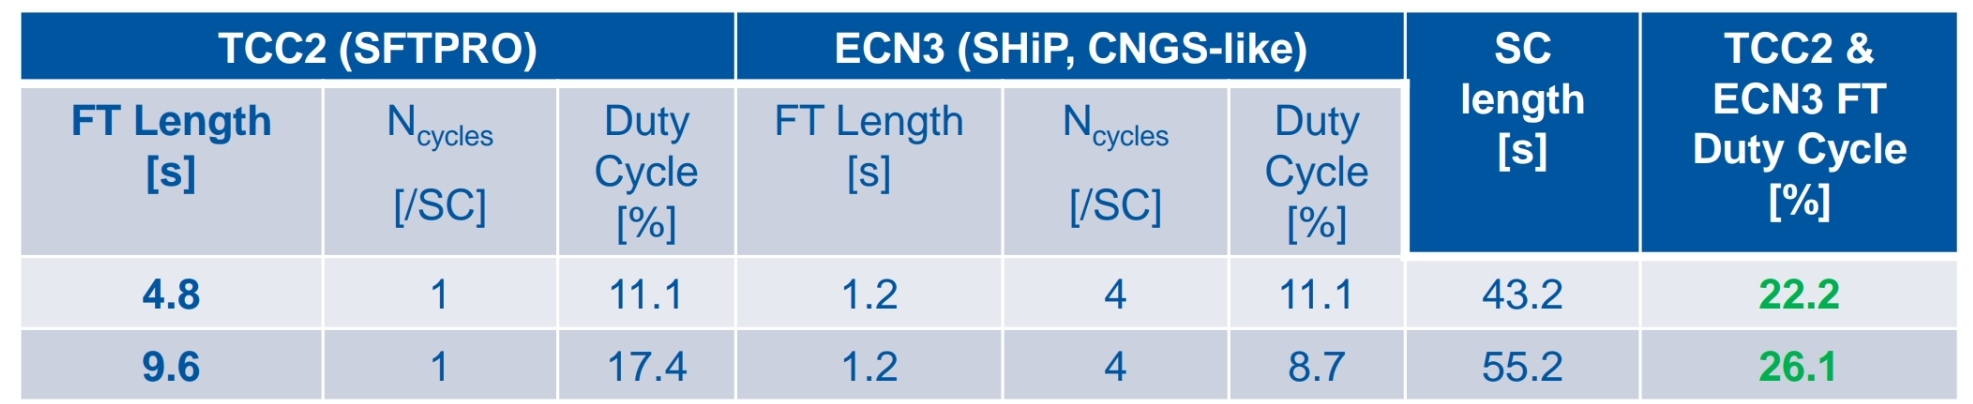 TCC2 (SFTPRO) ECN3 (SHiP, CNGS-like) SC length [s] TCC2 & ECN3 FT Duty Cycle [%]
FT Length [s] Ncycles [/SC] Duty Cycle [%] FT Length [s] Ncycles [/SC] Duty Cycle [%]
4.8 1 11.1 1.2 4 11.1 43.2 22.2
9.6 1 17.4 1.2 4 8.7 55.2 26.1